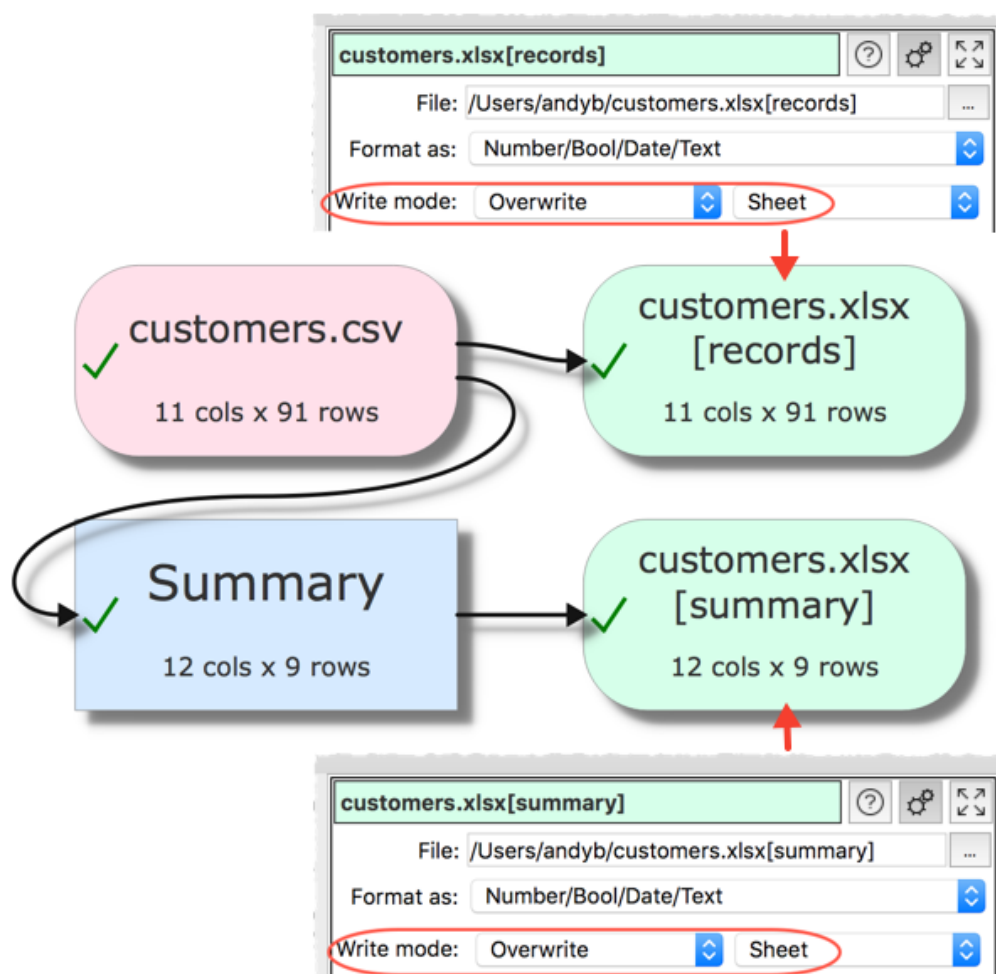 customers.xlsx[records]
File: /Users/andyb/customers.xlsx[records] ...
Format as: Number/Bool/Date/Text
Write mode: Overwrite Sheet
customers.csv
11 cols x 91 rows
customers.xlsx
[records]
11 cols x 91 rows
Summary
12 cols x 9 rows
customers.xlsx
[summary]
12 cols x 9 rows
customers.xlsx[summary]
File: /Users/andyb/customers.xlsx[summary] ...
Format as: Number/Bool/Date/Text
Write mode: Overwrite Sheet